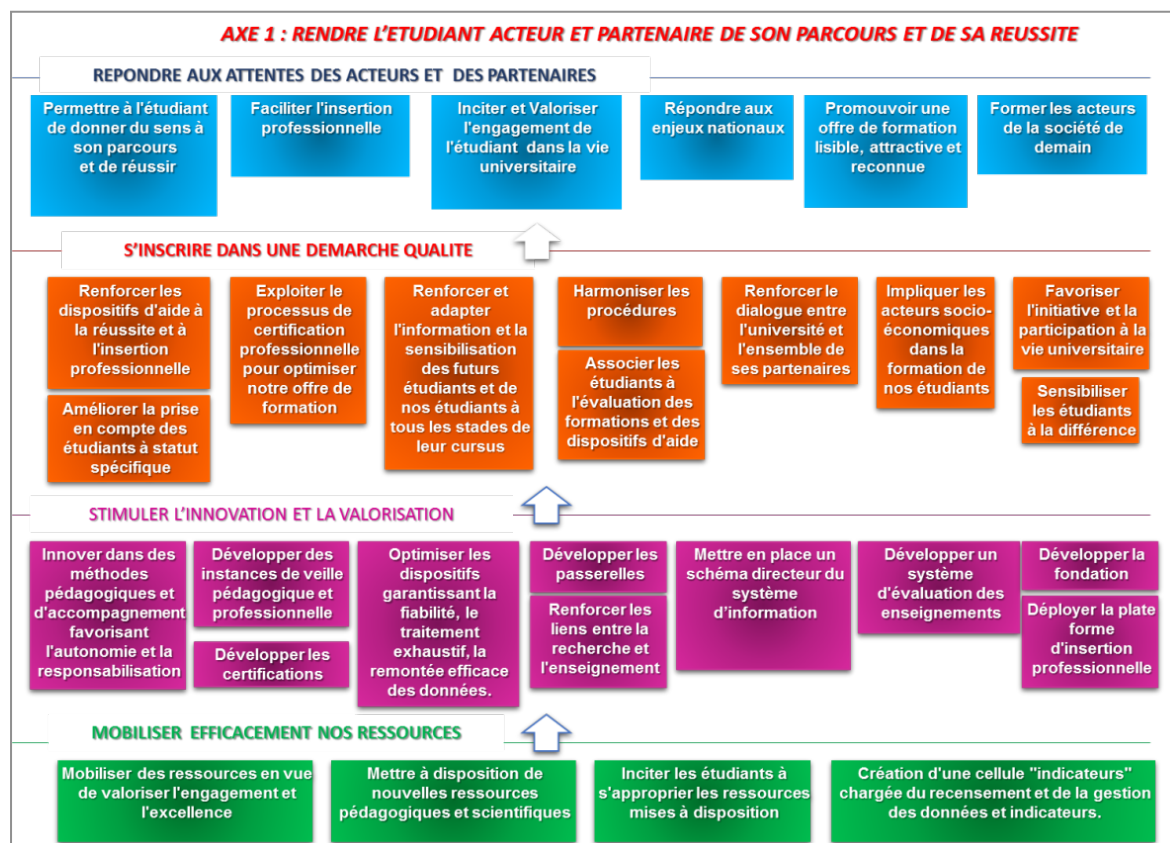 AXE 1 : RENDRE L'ETUDIANT ACTEUR ET PARTENAIRE DE SON PARCOURS ET DE SA REUSSITE
REPONDRE AUX ATTENTES DES ACTEURS ET DES PARTENAIRES
Permettre à l'étudiant
de donner du sens à
son parcours
et de réussir
Faciliter l'insertion
professionnelle
Inciter et Valoriser
l'engagement de
l'étudiant dans la vie
universitaire
Répondre aux
enjeux nationaux
Promouvoir une
offre de formation
lisible, attractive et
reconnue
Former les acteurs
de la société de
demain
S'INSCRIRE DANS UNE DEMARCHE QUALITE
Renforcer les
dispositifs d'aide à
la réussite et à
l'insertion
professionnelle
Améliorer la prise
en compte des
étudiants à statut
spécifique
Exploiter le
processus de
certification
professionnelle
pour optimiser
notre offre de
formation
Renforcer et
adapter
l'information et la
sensibilisation
des futurs
étudiants et de
nos étudiants à
tous les stades de
leur cursus
Harmoniser les
procédures
Associer les
étudiants à
l'évaluation des
formations et des
dispositifs d'aide
Renforcer le
dialogue entre
l'université et
l'ensemble de
ses partenaires
Impliquer les
acteurs socio-
économiques
dans la
formation de
nos étudiants
Favoriser
l'initiative et la
participation à la
vie universitaire
Sensibiliser
les étudiants
à la différence
STIMULER L'INNOVATION ET LA VALORISATION
Innover dans des
méthodes
pédagogiques et
d'accompagnement
favorisant
l'autonomie et la
responsabilisation
Développer des
instances de veille
pédagogique et
professionnelle
Développer les
certifications
Optimiser les
dispositifs
garantissant la
fiabilité, le
traitement
exhaustif, la
remontée efficace
des données.
Développer les
passerelles
Renforcer les
liens entre la
recherche et
l'enseignement
Mettre en place un
schéma directeur du
système
d'information
Développer un
système
d'évaluation des
enseignements
Développer la
fondation
Déployer la plate
forme
d'insertion
professionnelle
MOBILISER EFFICACEMENT NOS RESSOURCES
Mobiliser des ressources en vue
de valoriser l'engagement et
l'excellence
Mettre à disposition de
nouvelles ressources
pédagogiques et scientifiques
Inciter les étudiants à
s'approprier les ressources
mises à disposition
Création d'une cellule "indicateurs"
chargée du recensement et de la gestion
des données et indicateurs.